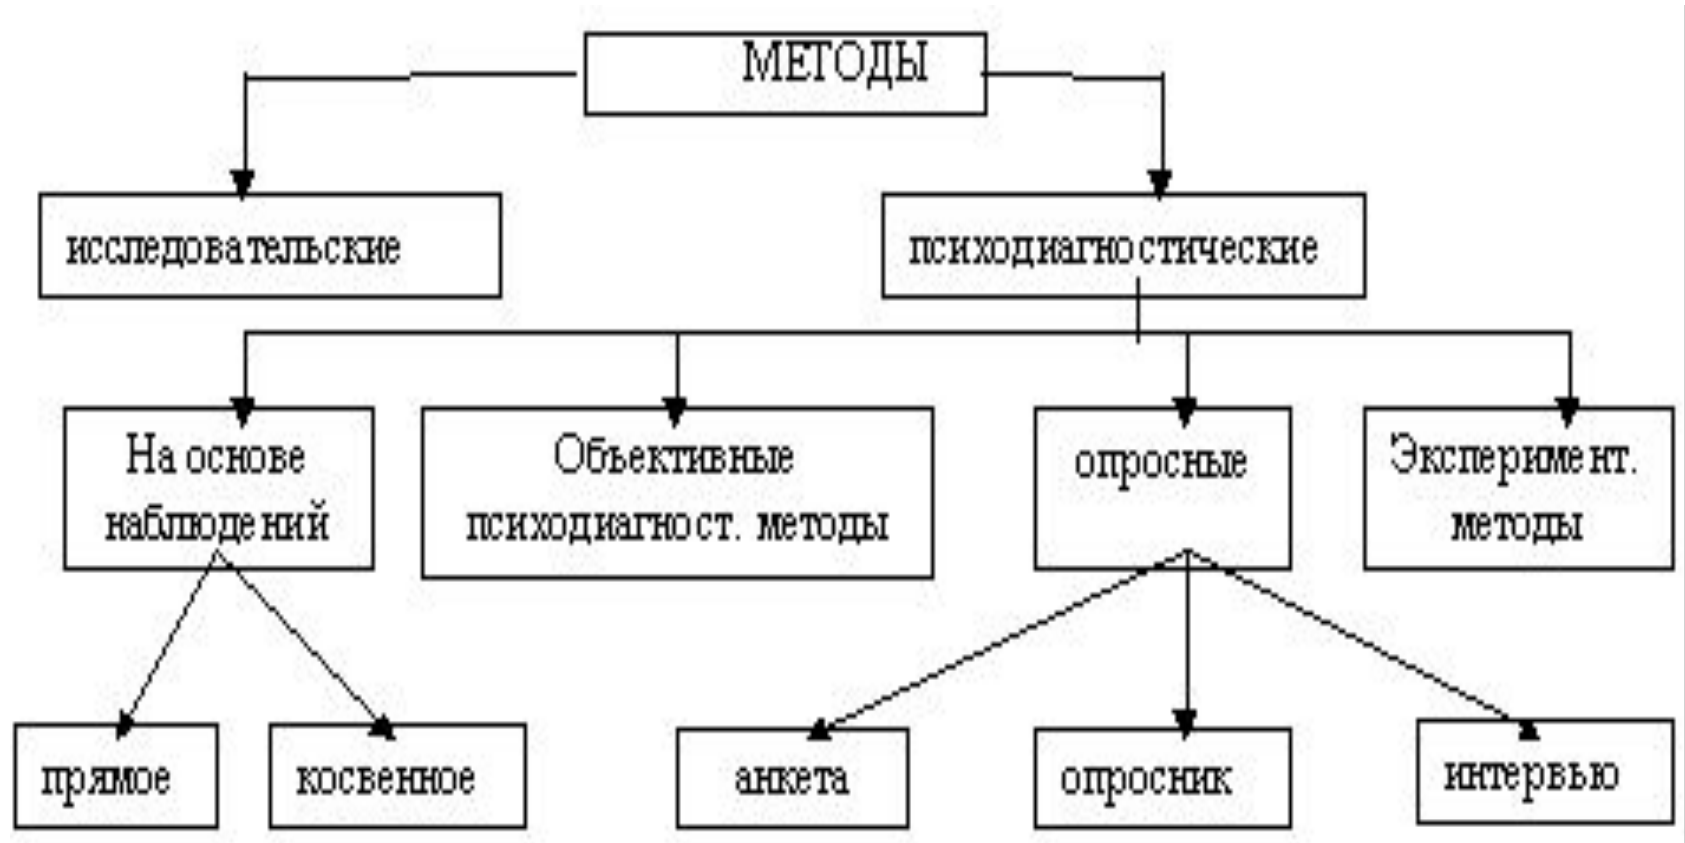 МЕТОДЫ
исследовательские
психодиагностические
На основе
наблюдений
Объективные
психодиагност. методы
опросные
Эксперимент.
методы
прямое
косвенное
анкета
опросник
интервью